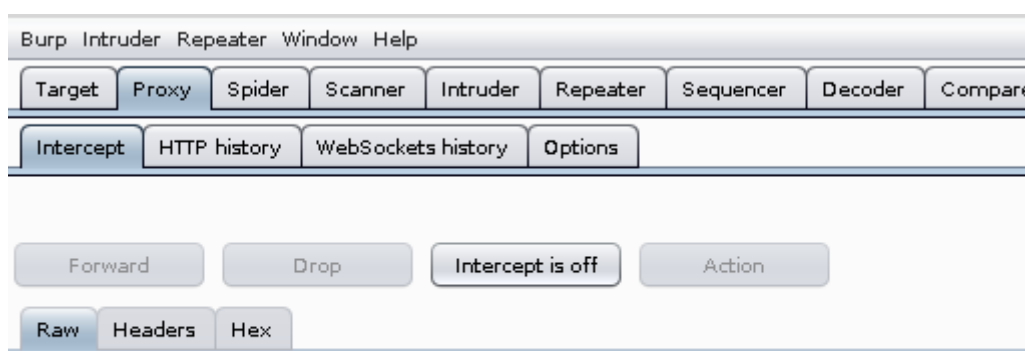 Burp Intruder Repeater Window Help
Target Proxy Spider Scanner Intruder Repeater Sequencer Decoder Compare
Intercept HTTP history WebSockets history Options
Forward Drop Intercept is off Action
Raw Headers Hex